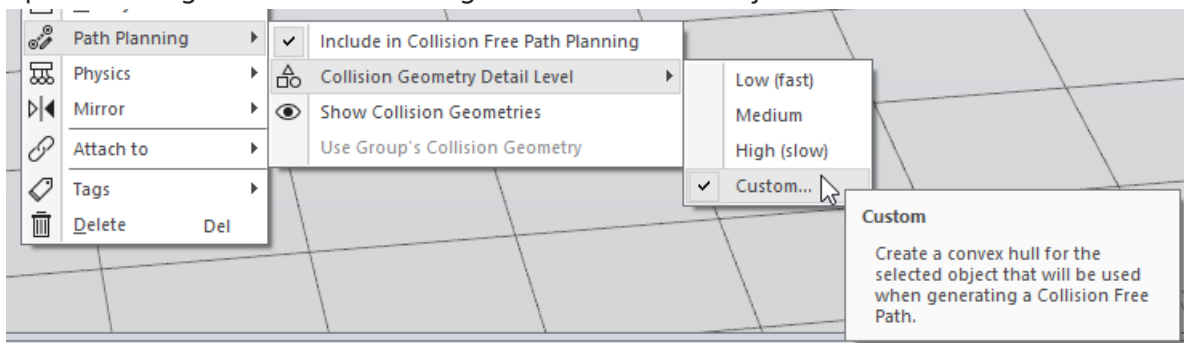 Path Planning
Include in Collision Free Path Planning
Physics
Collision Geometry Detail Level
Low (fast)
Mirror
Show Collision Geometries
Medium
Attach to
Use Group's Collision Geometry
High (slow)
Tags
Custom...
Delete Del
Custom
Create a convex hull for the
selected object that will be used
when generating a Collision Free
Path.